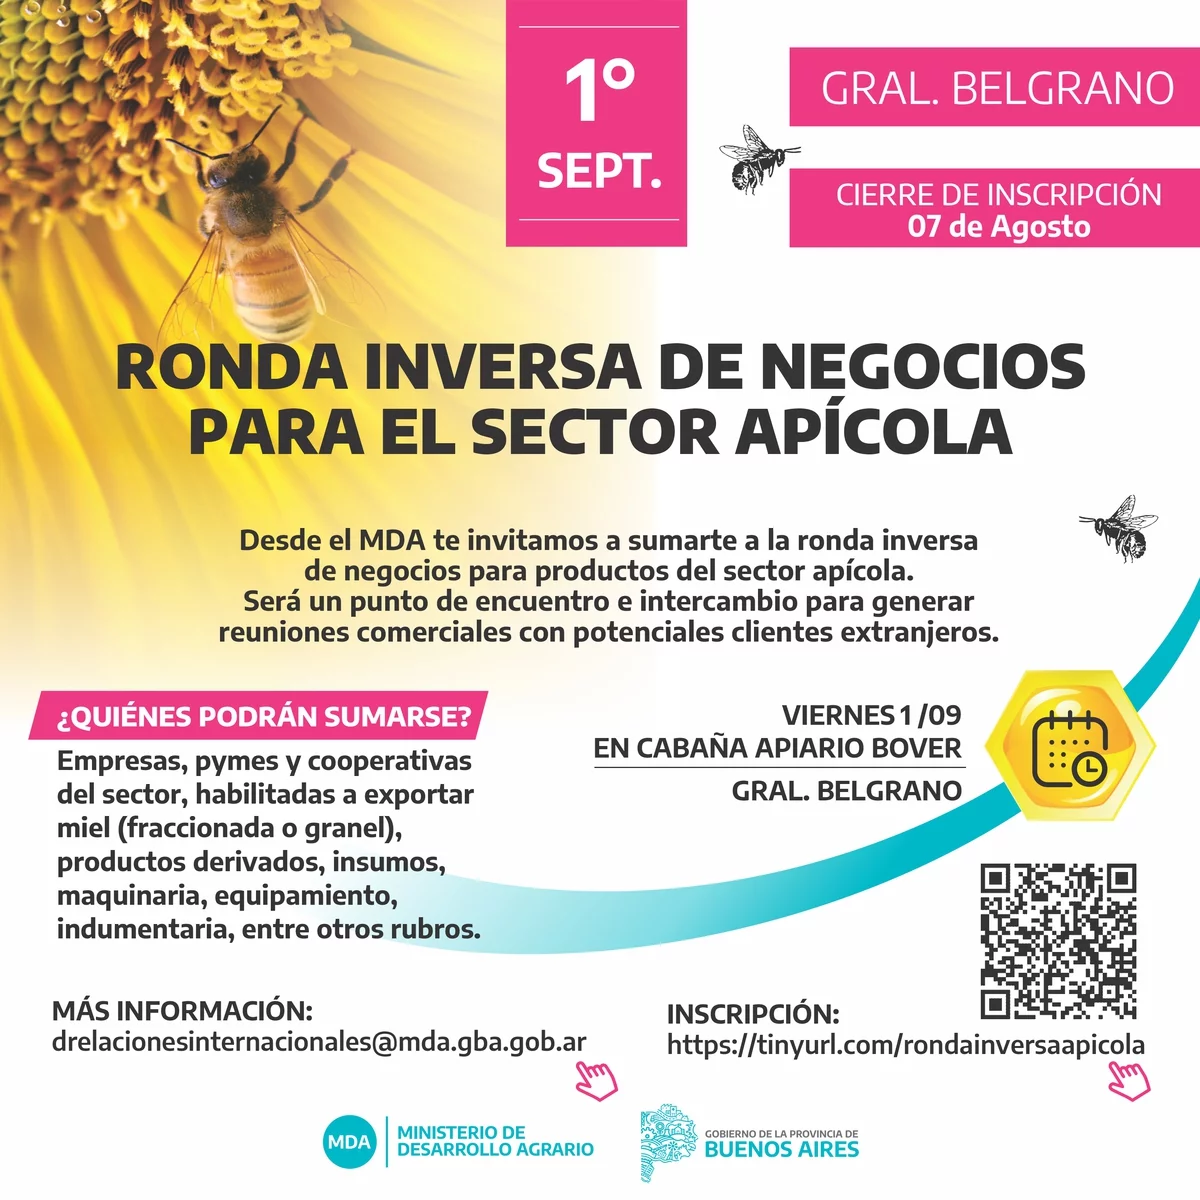 1º
SEPT.
GRAL. BELGRANO
CIERRE DE INSCRIPCIÓN
07 de Agosto
RONDA INVERSA DE NEGOCIOS
PARA EL SECTOR APÍCOLA
Desde el MDA te invitamos a sumarte a la ronda inversa
de negocios para productos del sector apícola.
Será un punto de encuentro e intercambio para generar
reuniones comerciales con potenciales clientes extranjeros.
¿QUIÉNES PODRÁN SUMARSE?
Empresas, pymes y cooperativas
del sector, habilitadas a exportar
miel (fraccionada o granel),
productos derivados, insumos,
maquinaria, equipamiento,
indumentaria, entre otros rubros.
VIERNES 1 /09
EN CABAÑA APIARIO BOVER
GRAL. BELGRANO
MÁS INFORMACIÓN:
drelacionesinternacionales@mda.gba.gob.ar
INSCRIPCIÓN:
https://tinyurl.com/rondainversaapicola
MDA
MINISTERIO DE
DESARROLLO AGRARIO
GOBIERNO DE LA PROVINCIA DE
BUENOS AIRES